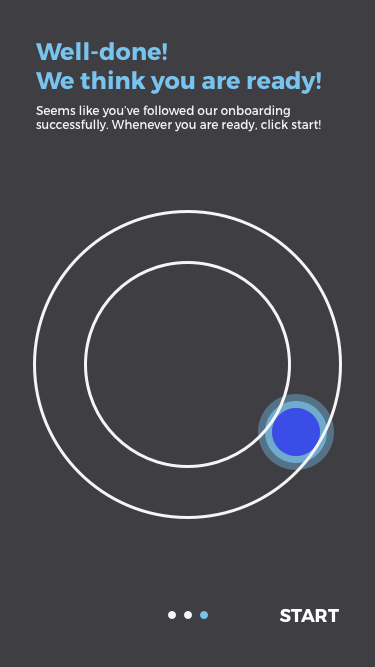 Well-done!
We think you are ready!
Seems like you've followed our onboarding
successfully. Whenever you are ready, click start!
START